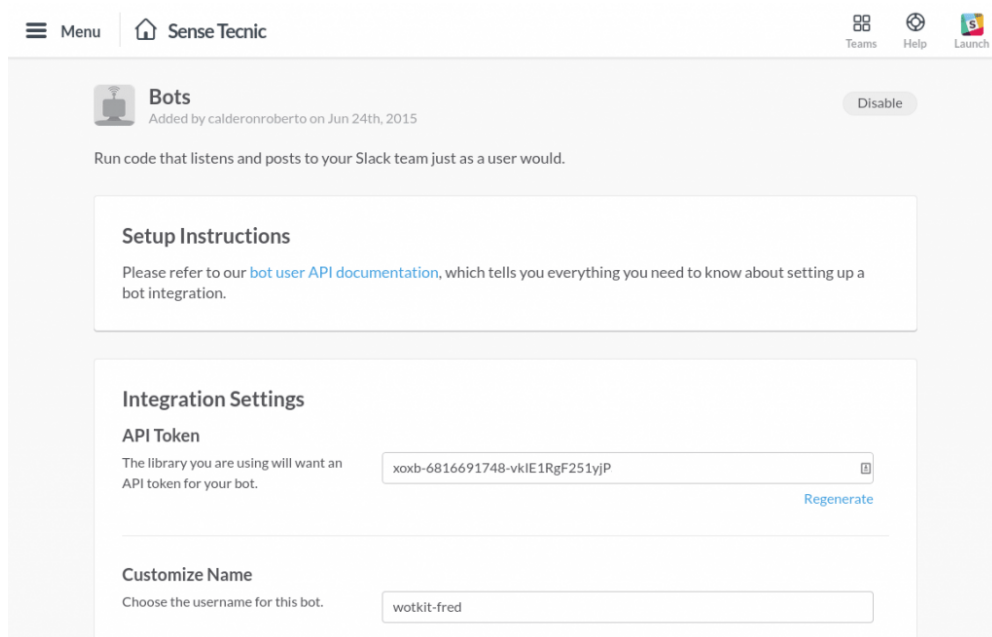 Menu
Sense Tecnic
Teams
Help
Launch
Bots
Added by calderonroberto on Jun 24th, 2015
Disable
Run code that listens and posts to your Slack team just as a user would.
Setup Instructions
Please refer to our bot user API documentation, which tells you everything you need to know about setting up a
bot integration.
Integration Settings
API Token
The library you are using will want an
API token for your bot.
xoxb-6816691748-vkIE1RgF251yjP
Regenerate
Customize Name
Choose the username for this bot.
wotkit-fred